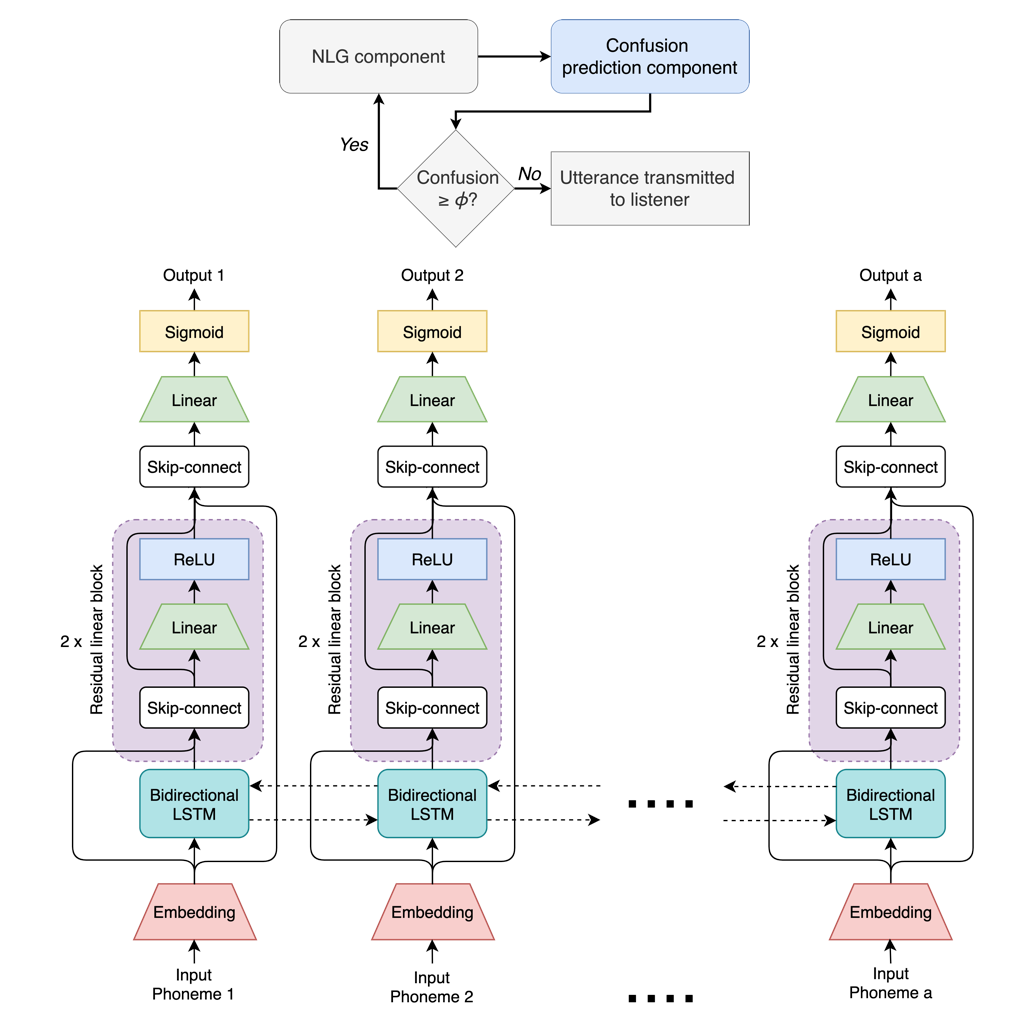 NLG component
Confusion
prediction component
Yes
Confusion
≥ ϕ?
No
Utterance transmitted
to listener
Output 1
Output 2
Output a
Sigmoid
Sigmoid
Sigmoid
Linear
Linear
Linear
Skip-connect
Skip-connect
Skip-connect
2 x
Residual linear block
ReLU
Linear
Skip-connect
2 x
Residual linear block
ReLU
Linear
Skip-connect
2 x
Residual linear block
ReLU
Linear
Skip-connect
Bidirectional
LSTM
Bidirectional
LSTM
Bidirectional
LSTM
Embedding
Embedding
Embedding
Input
Phoneme 1
Input
Phoneme 2
Input
Phoneme a